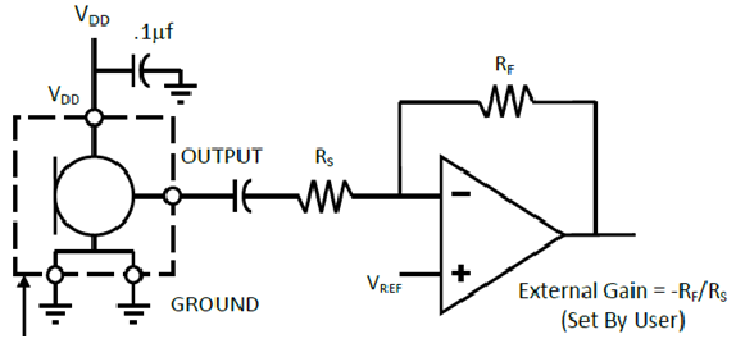 VDD
.1µf
VDD
OUTPUT
RS
RF
−
+
VREF
GROUND
External Gain = -RF/RS
(Set By User)